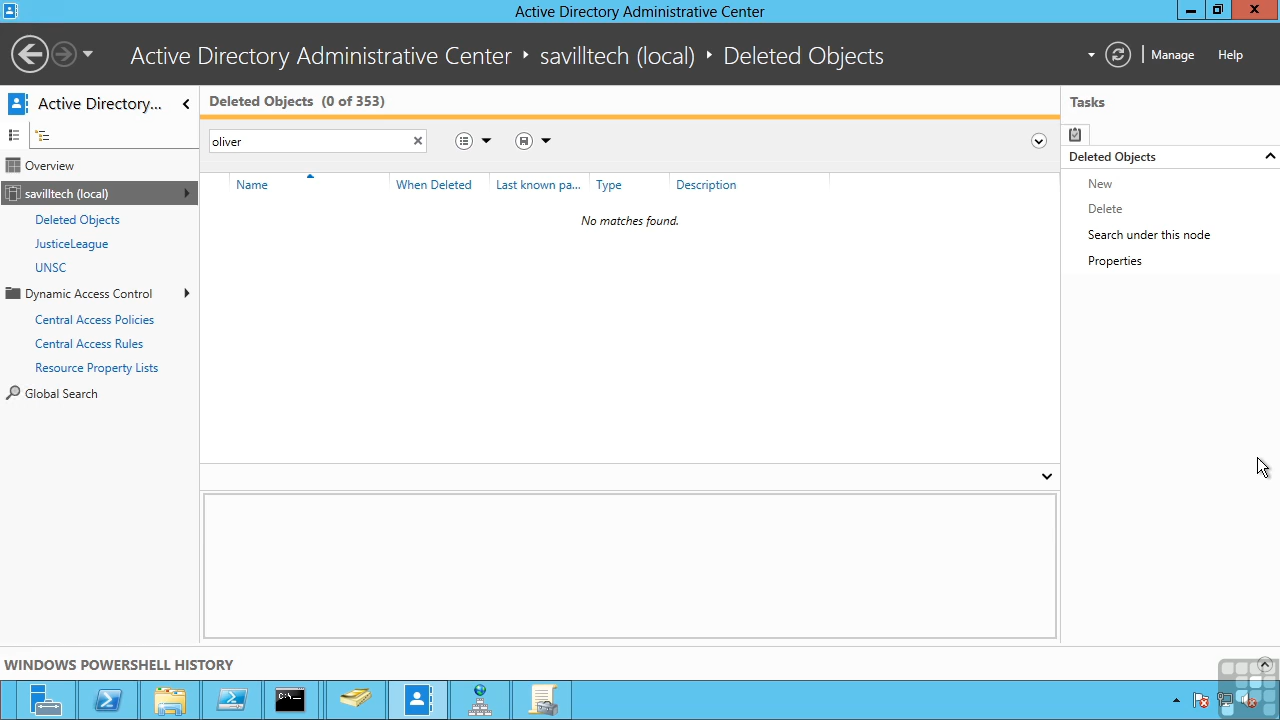 Active Directory Administrative Center
Active Directory Administrative Center ‣ savilltech (local) ‣ Deleted Objects
Manage
Help
Active Directory...
Overview
savilltech (local)
Deleted Objects
JusticeLeague
UNSC
Dynamic Access Control
Central Access Policies
Central Access Rules
Resource Property Lists
Global Search
Deleted Objects (0 of 353)
oliver
Name
When Deleted
Last known pa...
Type
Description
No matches found.
Tasks
Deleted Objects
New
Delete
Search under this node
Properties
WINDOWS POWERSHELL HISTORY